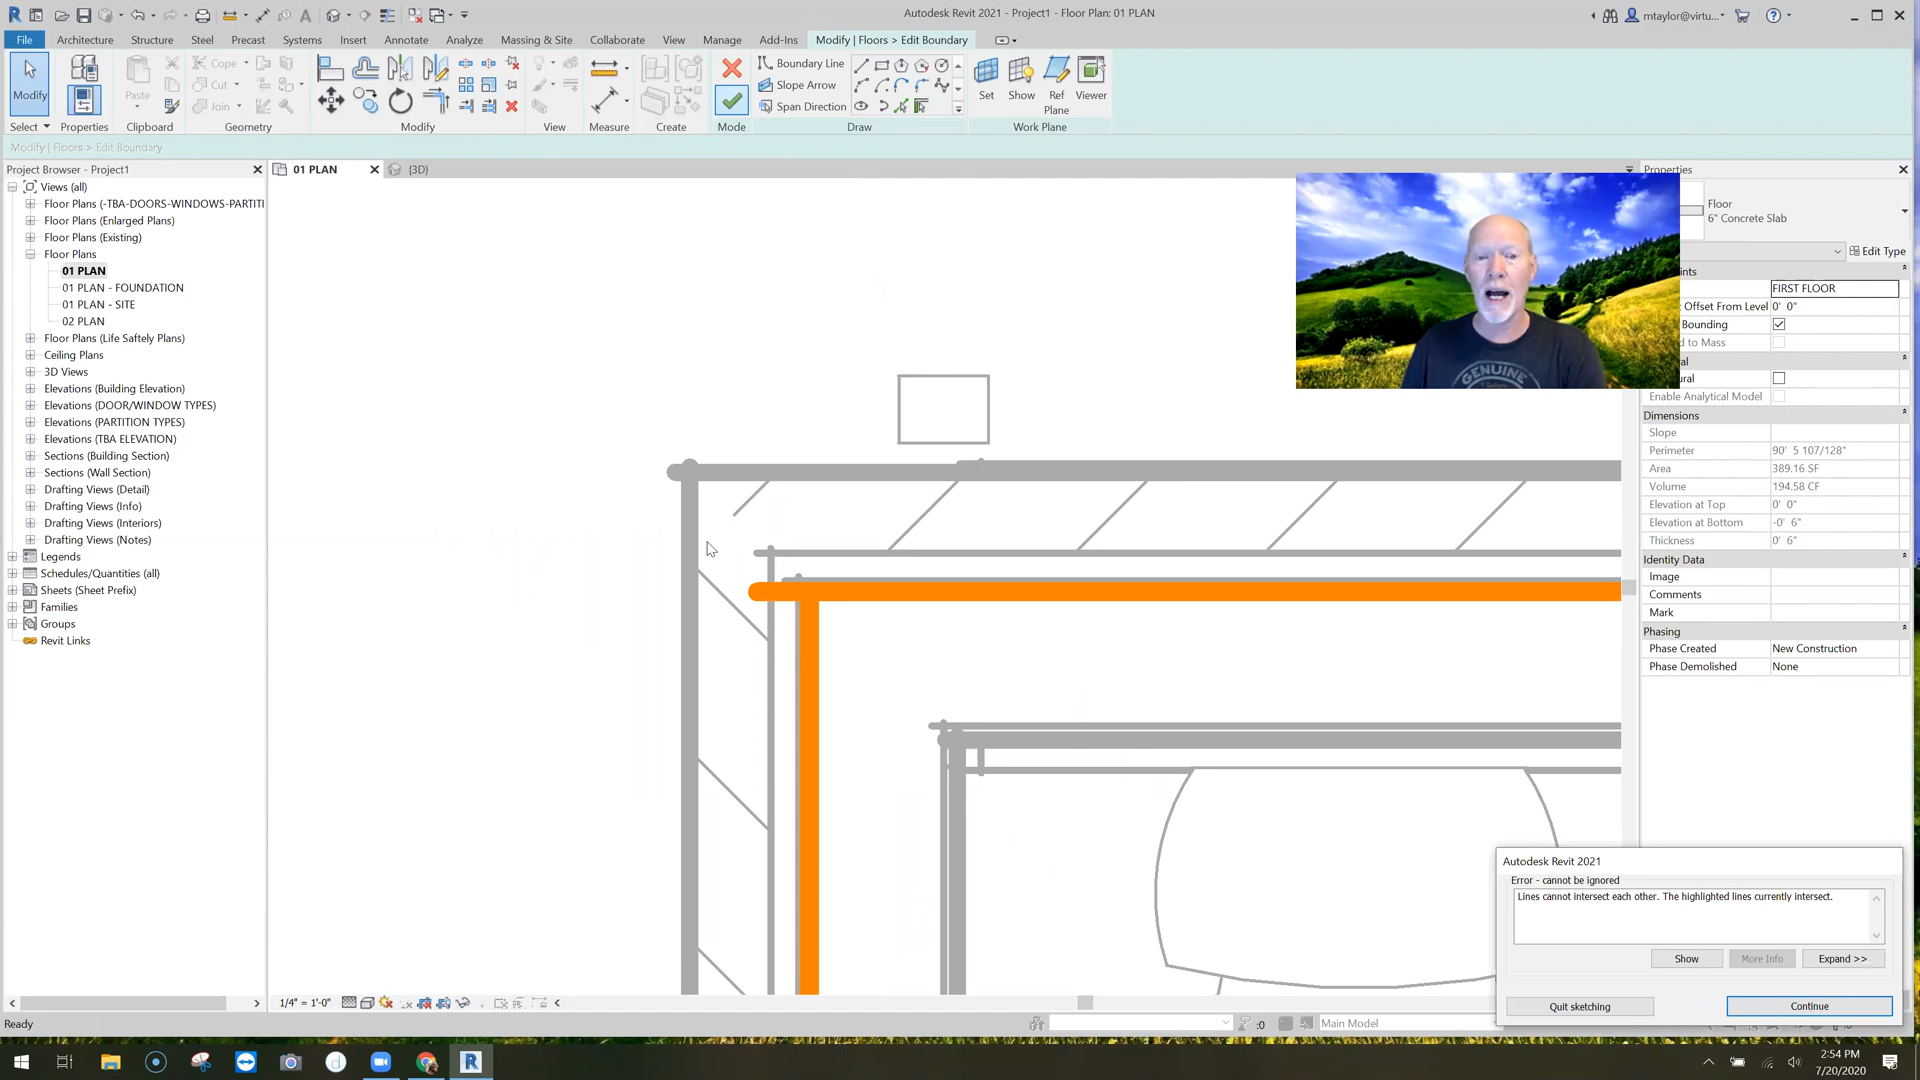 Autodesk Revit 2021 - Project1 - Floor Plan: 01 PLAN
mtaylor@virtu...
File Architecture Structure Steel Precast Systems Insert Annotate Analyze Massing & Site Collaborate View Manage Add-Ins Modify | Floors > Edit Boundary
Modify
Paste
Cope
Cut
Join
Boundary Line
Slope Arrow
Span Direction
Set Show Ref Plane Viewer
Select Properties Clipboard Geometry Modify View Measure Create Mode Draw Work Plane
Modify | Floors > Edit Boundary
Project Browser - Project1
Views (all)
Floor Plans (-TBA-DOORS-WINDOWS-PARTITI
Floor Plans (Enlarged Plans)
Floor Plans (Existing)
Floor Plans
01 PLAN
01 PLAN - FOUNDATION
01 PLAN - SITE
02 PLAN
Floor Plans (Life Saftely Plans)
Ceiling Plans
3D Views
Elevations (Building Elevation)
Elevations (DOOR/WINDOW TYPES)
Elevations (PARTITION TYPES)
Elevations (TBA ELEVATION)
Sections (Building Section)
Sections (Wall Section)
Drafting Views (Detail)
Drafting Views (Info)
Drafting Views (Interiors)
Drafting Views (Notes)
Legends
Schedules/Quantities (all)
Sheets (Sheet Prefix)
Families
Groups
Revit Links
01 PLAN
{3D}
GENUINE
Properties
Floor
6" Concrete Slab
Edit Type
ints
FIRST FLOOR
t Offset From Level 0' 0"
Bounding
d to Mass
ral
ural
Enable Analytical Model
Dimensions
Slope
Perimeter 90' 5 107/128"
Area 389.16 SF
Volume 194.58 CF
Elevation at Top 0' 0"
Elevation at Bottom -0' 6"
Thickness 0' 6"
Identity Data
Image
Comments
Mark
Phasing
Phase Created New Construction
Phase Demolished None
Autodesk Revit 2021
Error - cannot be ignored
Lines cannot intersect each other. The highlighted lines currently intersect.
Show More Info Expand >>
Quit sketching Continue
1/4" = 1'-0"
Ready
:0
Main Model
2:54 PM
7/20/2020